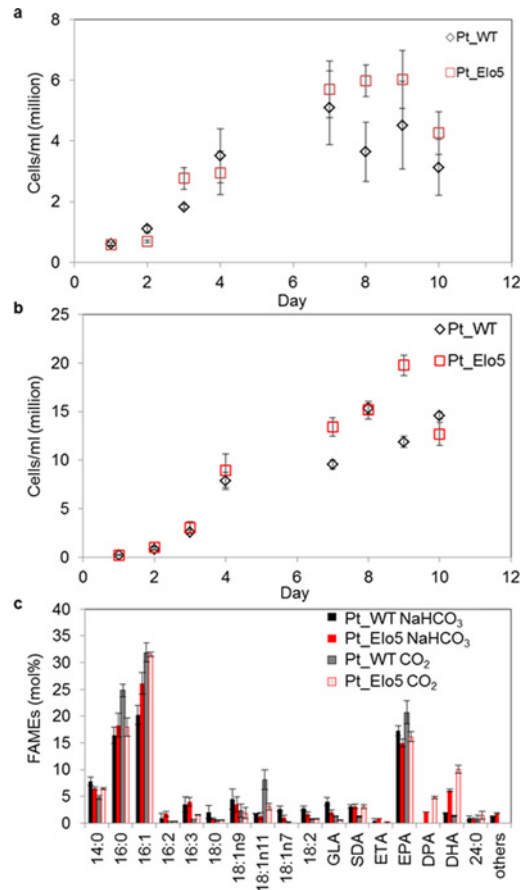 a
8
6
4
2
0
Cells/ml (million)
Pt_WT
Pt_Elo5
0 2 4 6 8 10 12
Day
b
25
20
15
10
5
0
Cells/ml (million)
Pt_WT
Pt_Elo5
0 2 4 6 8 10 12
Day
c
40
35
30
25
20
15
10
5
0
FAMEs (mol%)
Pt_WT NaHCO₃
Pt_Elo5 NaHCO₃
Pt_WT CO₂
Pt_Elo5 CO₂
14:0
16:0
16:1
16:2
16:3
18:0
18:1n9
18:1n11
18:1n7
18:2
GLA
SDA
ETA
EPA
DPA
DHA
24:0
others